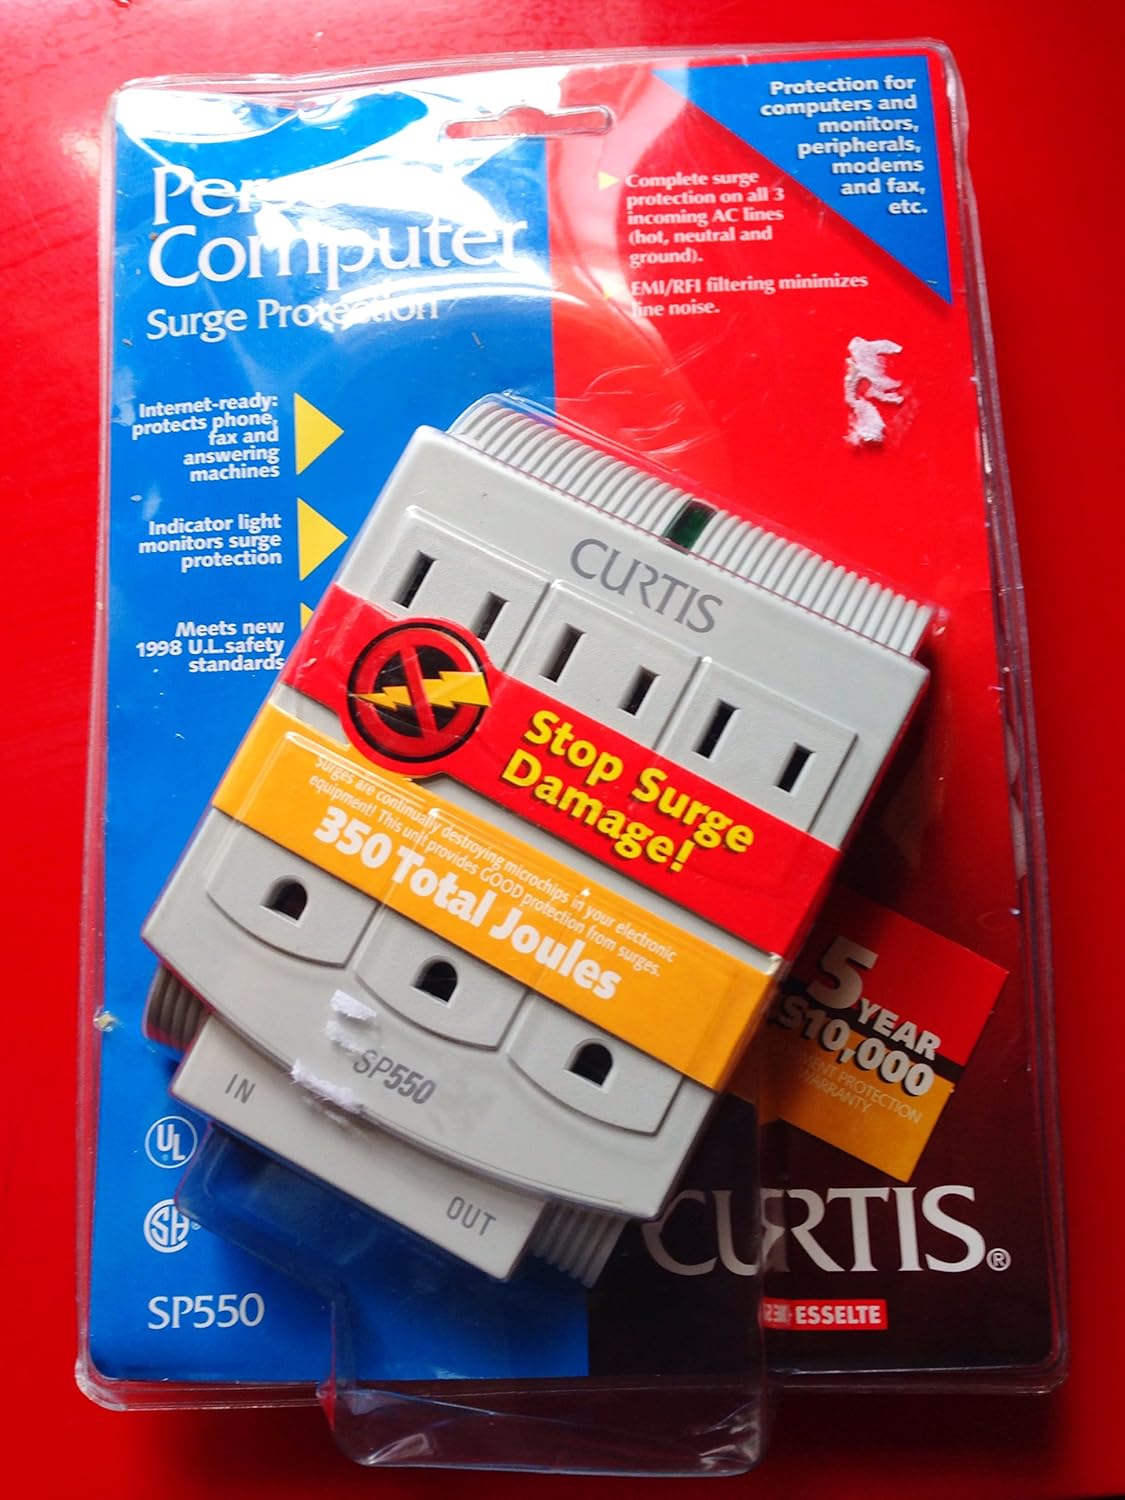 Computer
Surge Protection
Protection for
computers and
monitors,
peripherals,
modems
and fax,
etc.
Complete surge
protection on all 3
incoming AC lines
(hot, neutral and
ground).
EMI/RFI filtering minimizes
line noise.
Internet-ready:
protects phone,
fax and
answering
machines
Indicator light
monitors surge
protection
Meets new
1998 U.L.safety
standards
CURTIS
Stop Surge
Damage!
Surges are continually destroying microchips in your electronic
equipment! This unit provides GOOD protection from surges.
350 Total Joules
SP550
IN
OUT
5
YEAR
$10,000
PROTECTION
WARRANTY
UL
SA
SP550
CURTIS®
ESSELTE